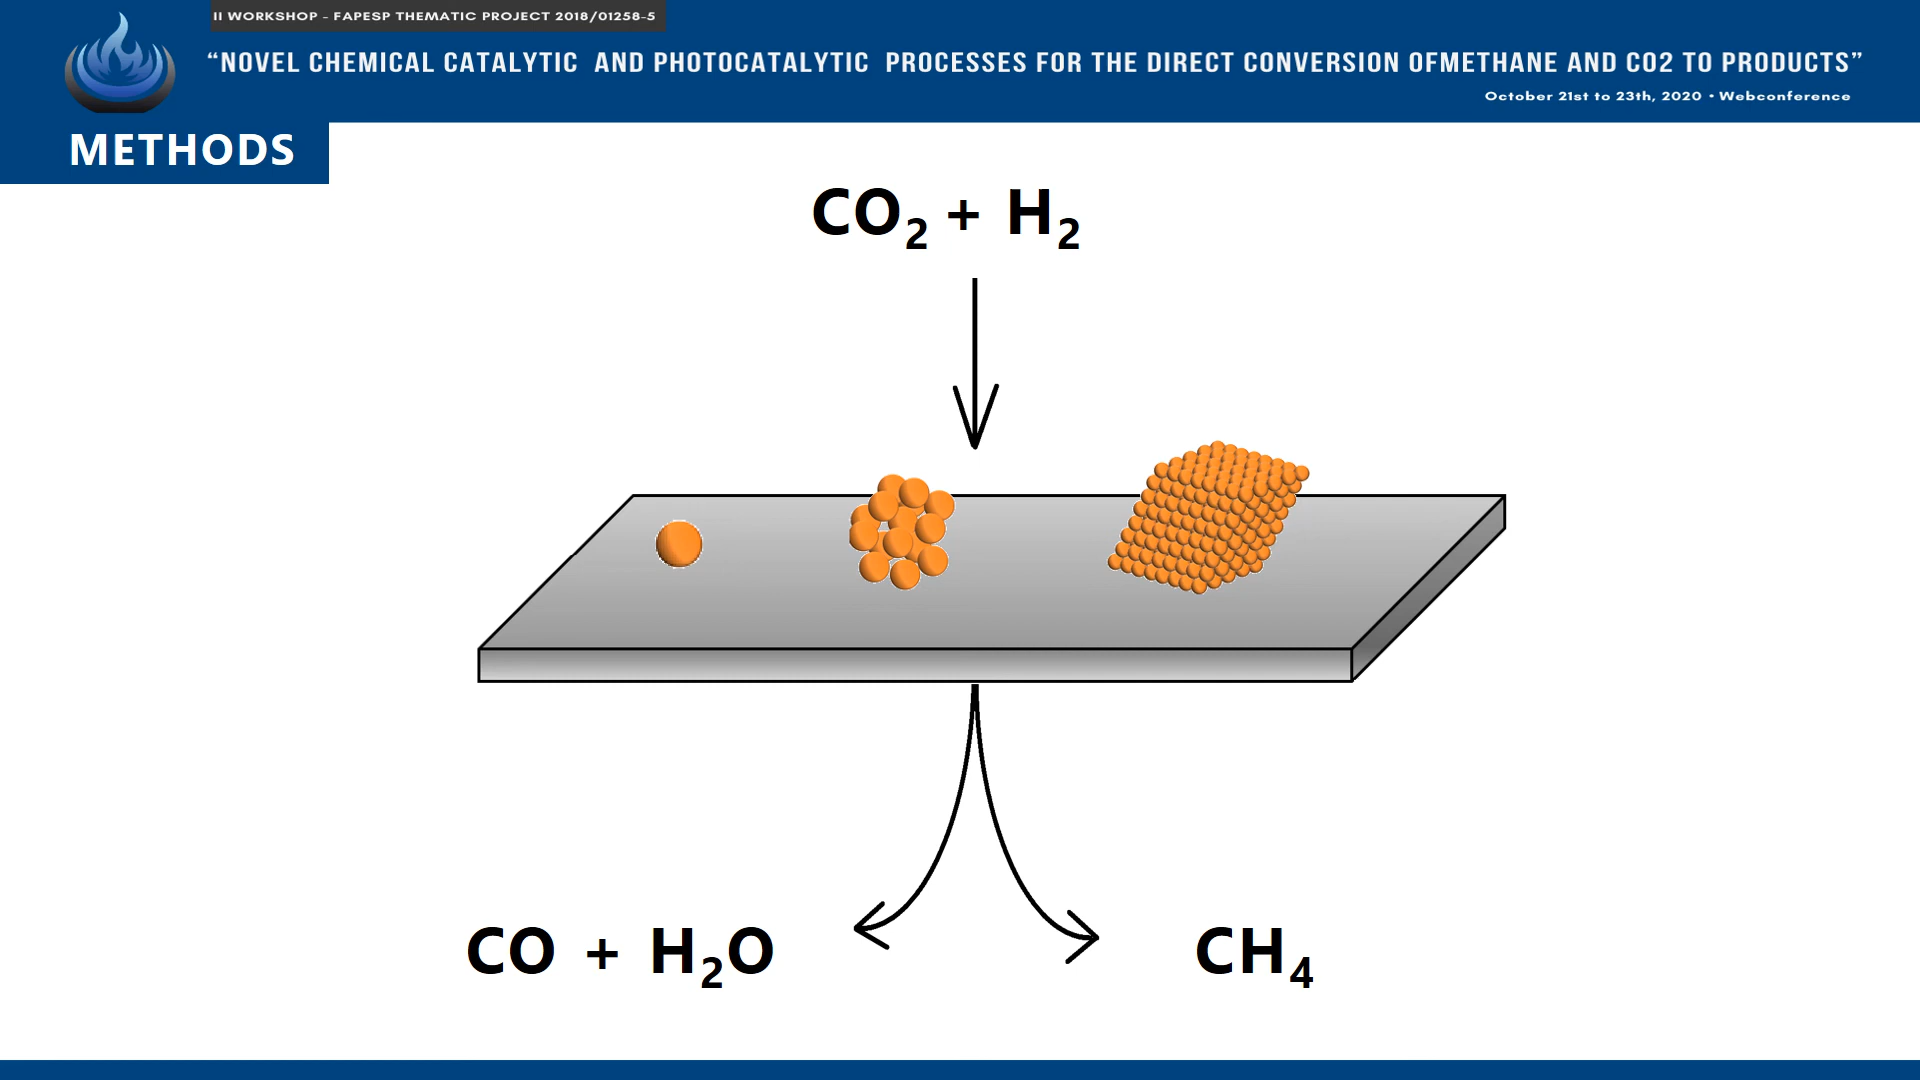 II WORKSHOP - FAPESP THEMATIC PROJECT 2018/01258-5
“NOVEL CHEMICAL CATALYTIC AND PHOTOCATALYTIC PROCESSES FOR THE DIRECT CONVERSION OFMETHANE AND CO2 TO PRODUCTS”
October 21st to 23th, 2020 • Webconference
METHODS
CO₂ + H₂
CO + H₂O
CH₄